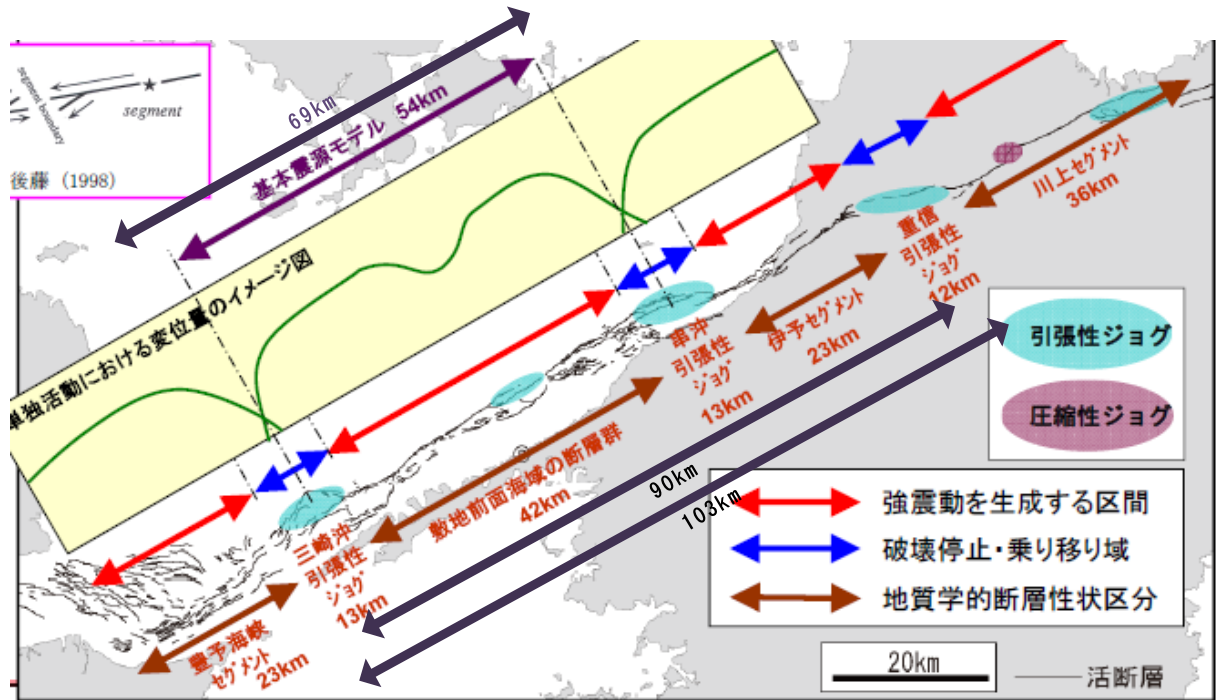 segment boundary
segment
後藤 (1998)
69km
基本震源モデル 54km
単独活動における変位量のイメージ図
川上セグメント
36km
重信
引張性
ジョグ
12km
伊予セグメント
23km
串沖
引張性
ジョグ
13km
敷地前面海域の断層群
42km
三崎沖
引張性
ジョグ
13km
豊予海峡
セグメント
23km
90km
103km
引張性ジョグ
圧縮性ジョグ
強震動を生成する区間
破壊停止・乗り移り域
地質学的断層性状区分
20km
活断層